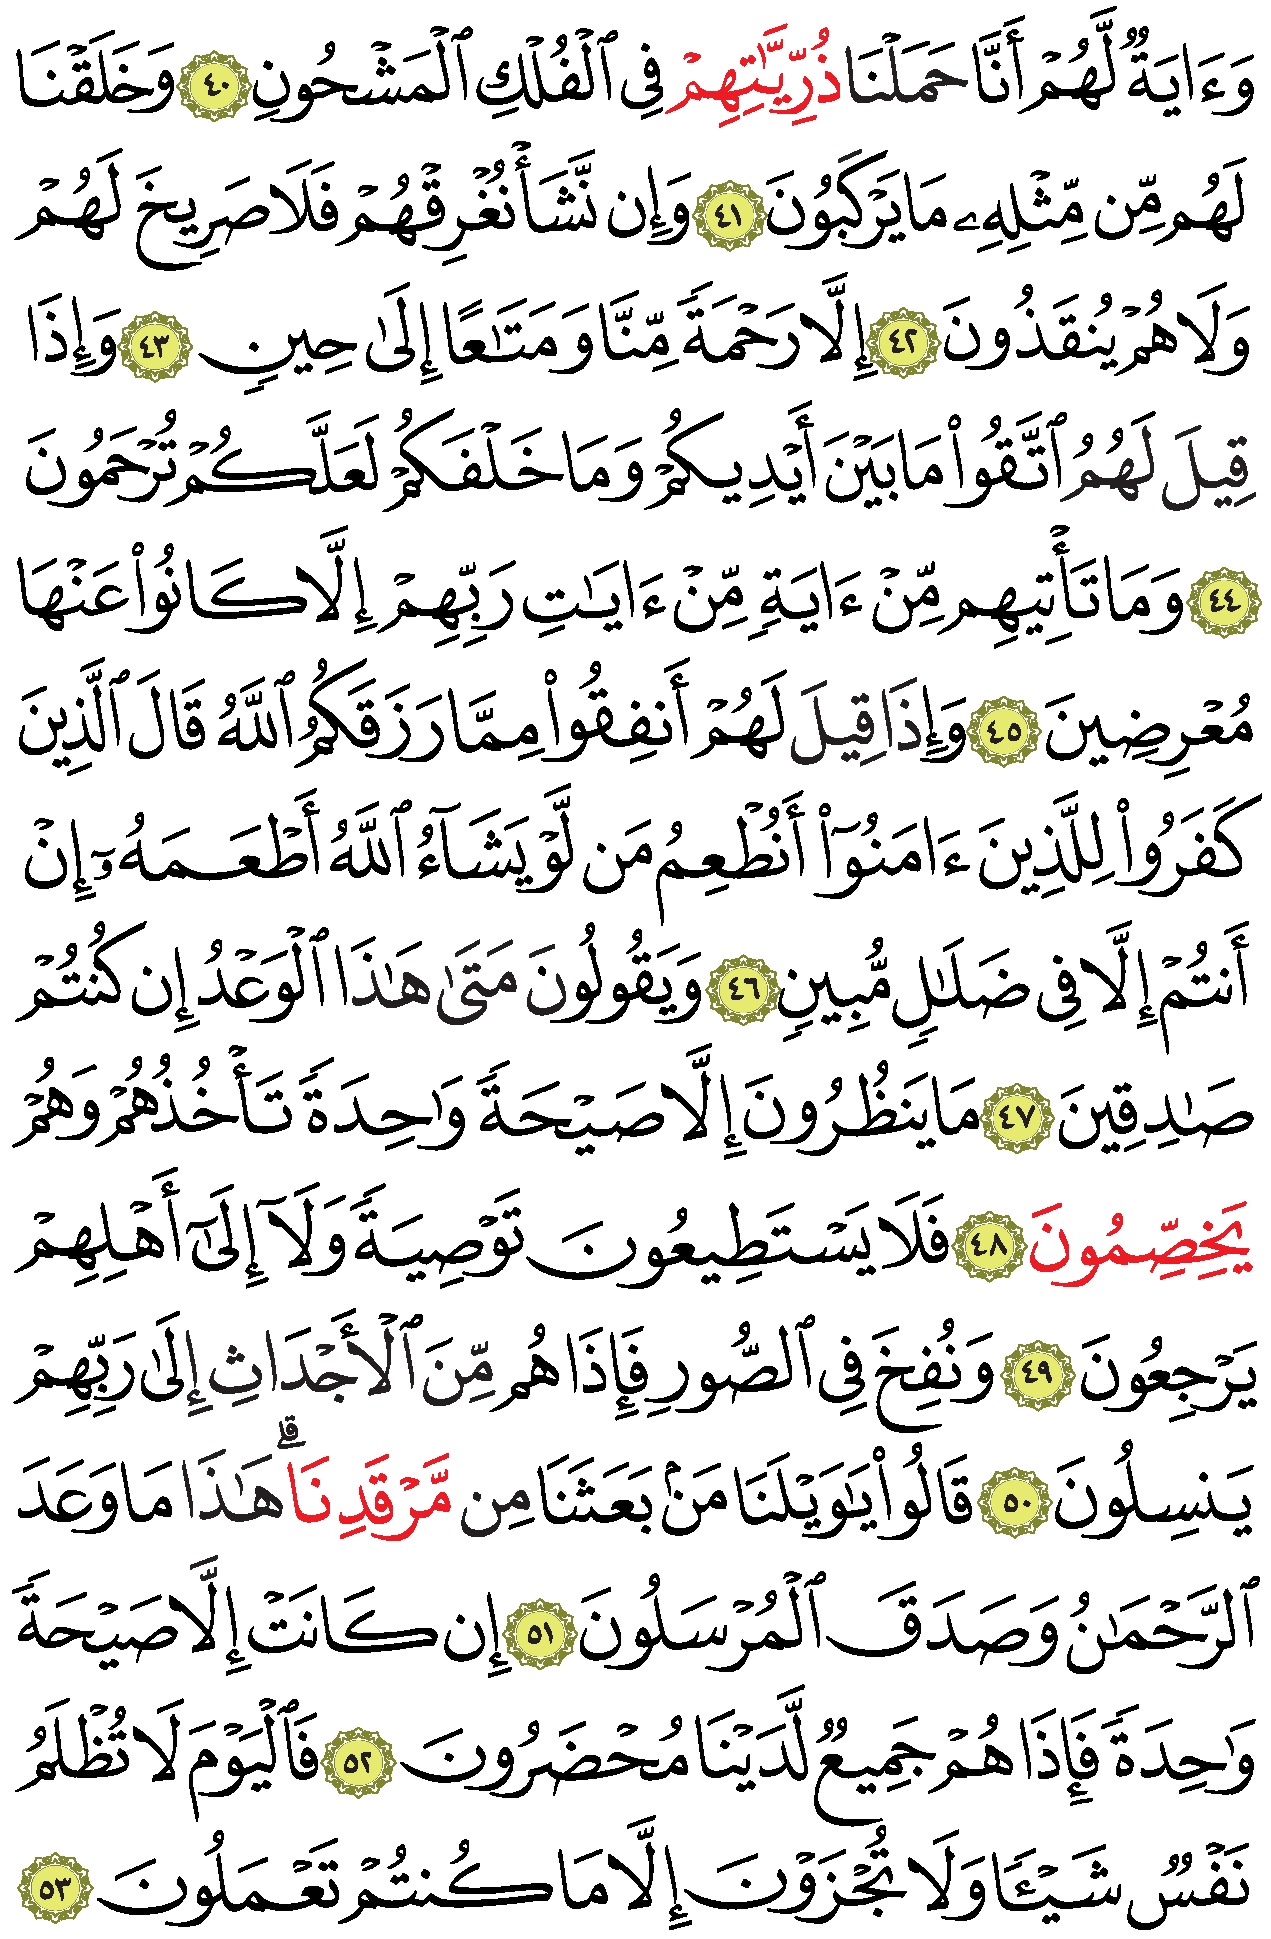 وَءَايَةٌ لَّهُمْ أَنَّا حَمَلْنَا ذُرِّيَّـٰتِهِمْ فِي ٱلْفُلْكِ ٱلْمَشْحُونِ ٤٠ وَخَلَقْنَا
لَهُم مِّن مِّثْلِهِۦ مَا يَرْكَبُونَ ٤١ وَإِن نَّشَأْ نُغْرِقْهُمْ فَلَا صَرِيخَ لَهُمْ
وَلَا هُمْ يُنقَذُونَ ٤٢ إِلَّا رَحْمَةً مِّنَّا وَمَتَـٰعًا إِلَىٰ حِينٍ ٤٣ وَإِذَا
قِيلَ لَهُمُ ٱتَّقُوا۟ مَا بَيْنَ أَيْدِيكُمْ وَمَا خَلْفَكُمْ لَعَلَّكُمْ تُرْحَمُونَ
٤٤ وَمَا تَأْتِيهِم مِّنْ ءَايَةٍ مِّنْ ءَايَـٰتِ رَبِّهِمْ إِلَّا كَانُوا۟ عَنْهَا
مُعْرِضِينَ ٤٥ وَإِذَا قِيلَ لَهُمْ أَنفِقُوا۟ مِمَّا رَزَقَكُمُ ٱللَّهُ قَالَ ٱلَّذِينَ
كَفَرُوا۟ لِلَّذِينَ ءَامَنُوٓا۟ أَنُطْعِمُ مَن لَّوْ يَشَآءُ ٱللَّهُ أَطْعَمَهُۥٓ إِنْ
أَنتُمْ إِلَّا فِي ضَلَـٰلٍ مُّبِينٍ ٤٦ وَيَقُولُونَ مَتَىٰ هَـٰذَا ٱلْوَعْدُ إِن كُنتُمْ
صَـٰدِقِينَ ٤٧ مَا يَنظُرُونَ إِلَّا صَيْحَةً وَٰحِدَةً تَأْخُذُهُمْ وَهُمْ
يَخِصِّمُونَ ٤٨ فَلَا يَسْتَطِيعُونَ تَوْصِيَةً وَلَآ إِلَىٰٓ أَهْلِهِمْ
يَرْجِعُونَ ٤٩ وَنُفِخَ فِي ٱلصُّورِ فَإِذَا هُم مِّنَ ٱلْأَجْدَاثِ إِلَىٰ رَبِّهِمْ
يَنسِلُونَ ٥٠ قَالُوا۟ يَـٰوَيْلَنَا مَنۢ بَعَثَنَا مِن مَّرْقَدِنَا ۗ هَـٰذَا مَا وَعَدَ
ٱلرَّحْمَـٰنُ وَصَدَقَ ٱلْمُرْسَلُونَ ٥١ إِن كَانَتْ إِلَّا صَيْحَةً
وَٰحِدَةً فَإِذَا هُمْ جَمِيعٌ لَّدَيْنَا مُحْضَرُونَ ٥٢ فَٱلْيَوْمَ لَا تُظْلَمُ
نَفْسٌ شَيْـًٔا وَلَا تُجْزَوْنَ إِلَّا مَا كُنتُمْ تَعْمَلُونَ ٥٣